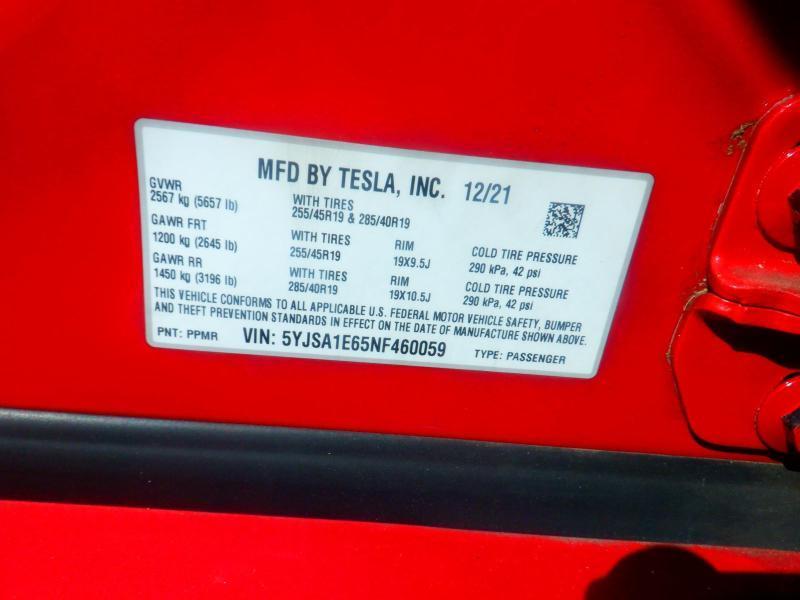 MFD BY TESLA, INC. 12/21
GVWR
2567 kg (5657 lb)
WITH TIRES
255/45R19 & 285/40R19
GAWR FRT
1200 kg (2645 lb)
WITH TIRES
255/45R19
RIM
19X9.5J
COLD TIRE PRESSURE
290 kPa, 42 psi
GAWR RR
1450 kg (3196 lb)
WITH TIRES
285/40R19
RIM
19X10.5J
COLD TIRE PRESSURE
290 kPa, 42 psi
THIS VEHICLE CONFORMS TO ALL APPLICABLE U.S. FEDERAL MOTOR VEHICLE SAFETY, BUMPER
AND THEFT PREVENTION STANDARDS IN EFFECT ON THE DATE OF MANUFACTURE SHOWN ABOVE.
PNT: PPMR VIN: 5YJSA1E65NF460059 TYPE: PASSENGER